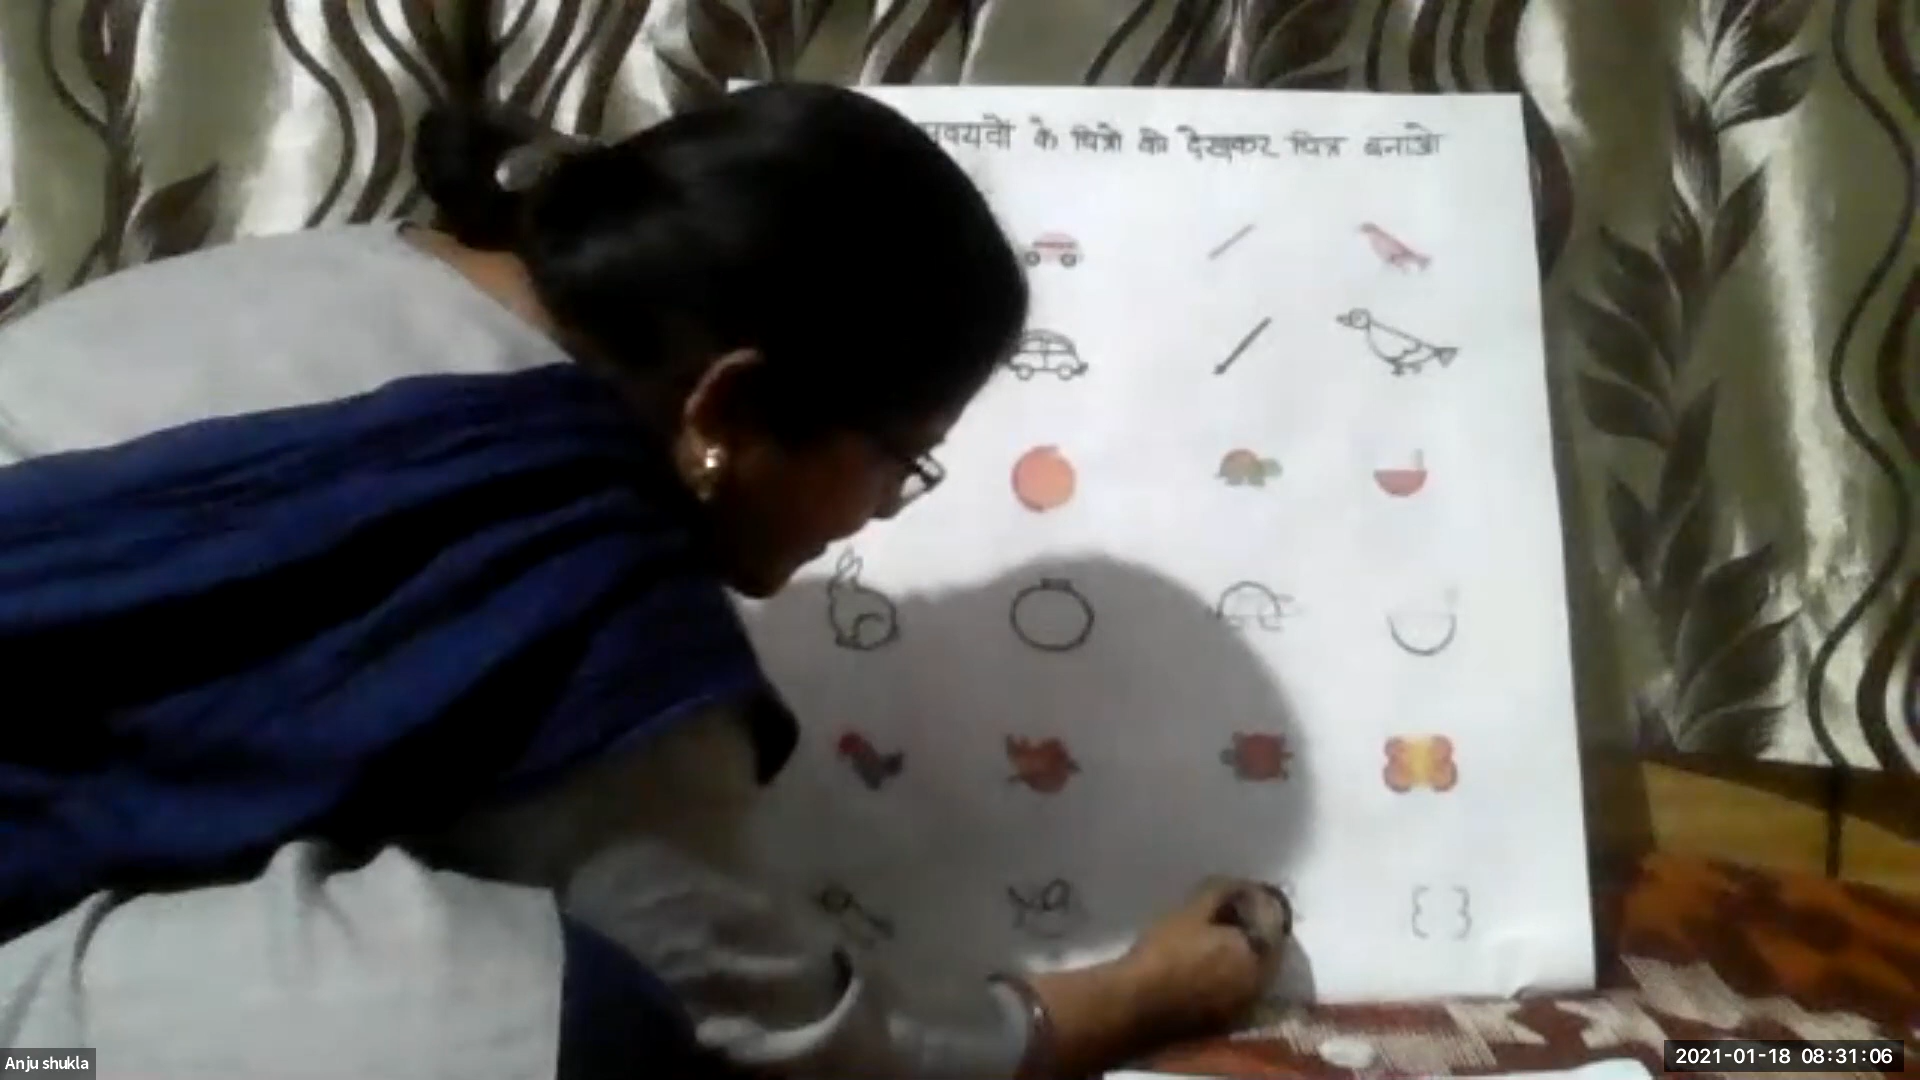 के चित्रो को देखकर चित्र बनाओ
Anju shukla
2021-01-18 08:31:06